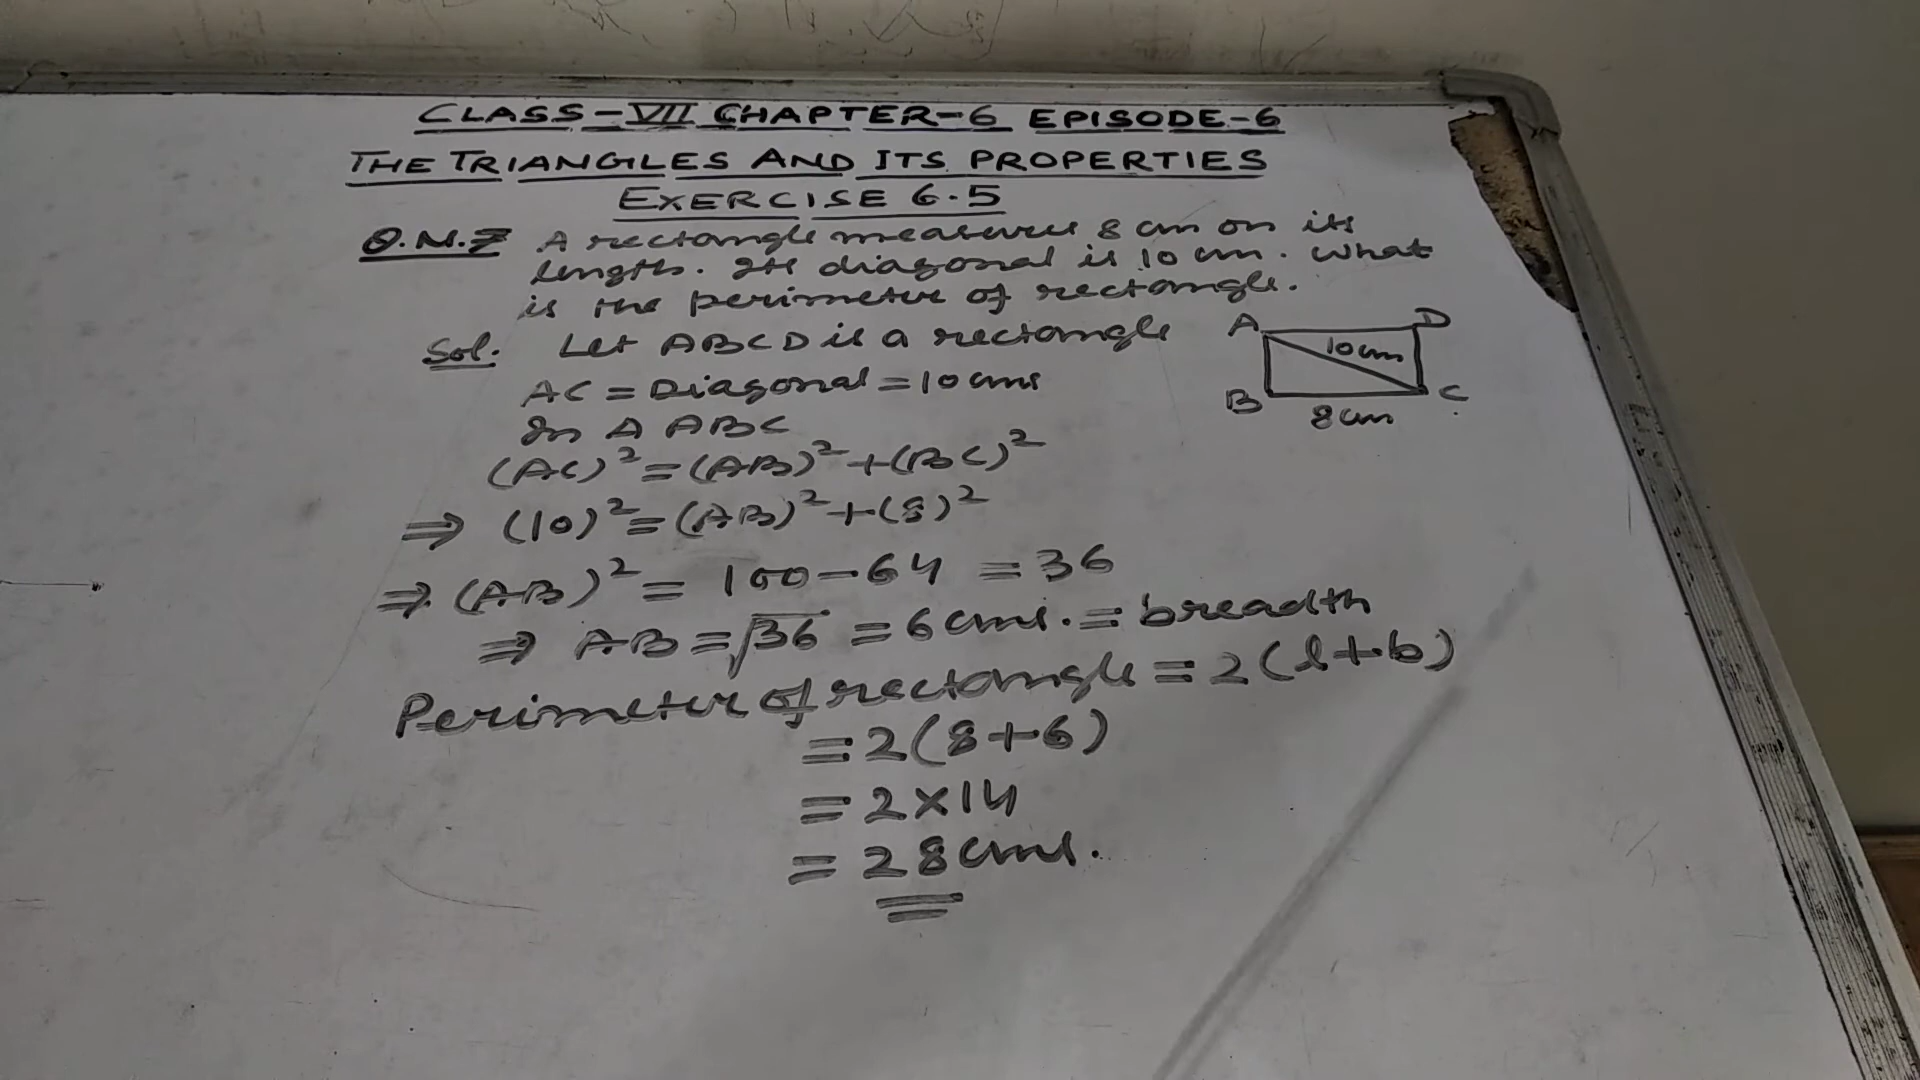 CLASS-VII CHAPTER-6 EPISODE-6
THE TRIANGLES AND ITS PROPERTIES
EXERCISE 6.5
Q.N.7 A rectangle measures 8 cm on its
length. Its diagonal is 10 cm. What
is the perimeter of rectangle.
Sol. Let ABCD is a rectangle
AC = Diagonal = 10 cms
In Δ ABC
(AC)² = (AB)² + (BC)²
⇒ (10)² = (AB)² + (8)²
⇒ (AB)² = 100 - 64 = 36
⇒ AB = √36 = 6 cms. = breadth
Perimeter of rectangle = 2(l+b)
= 2(8+6)
= 2×14
= 28 cms.
A D
10 cm
B C
8 cm